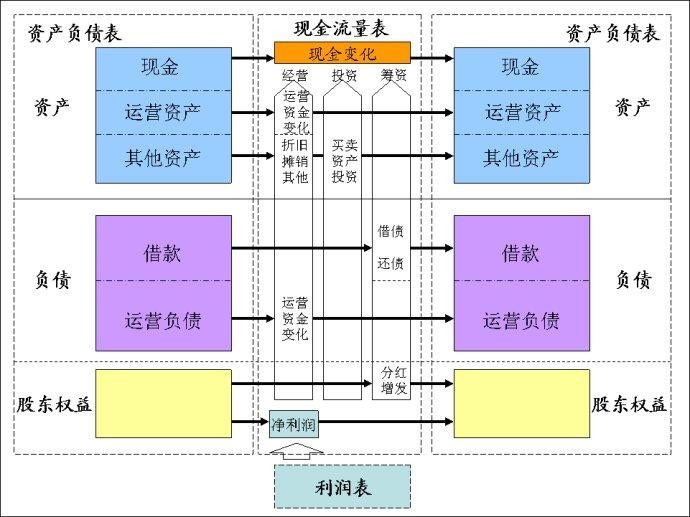 资产负债表
现金流量表
资产负债表
现金
现金变化
现金
经营
投资
筹资
资产
运营资产
运营
资金
变化
运营资产
资产
其他资产
折旧
摊销
其他
买卖
资产
投资
其他资产
借款
借债
还债
借款
负债
负债
运营负债
运营
资金
变化
运营负债
分红
增发
股东权益
股东权益
净利润
利润表